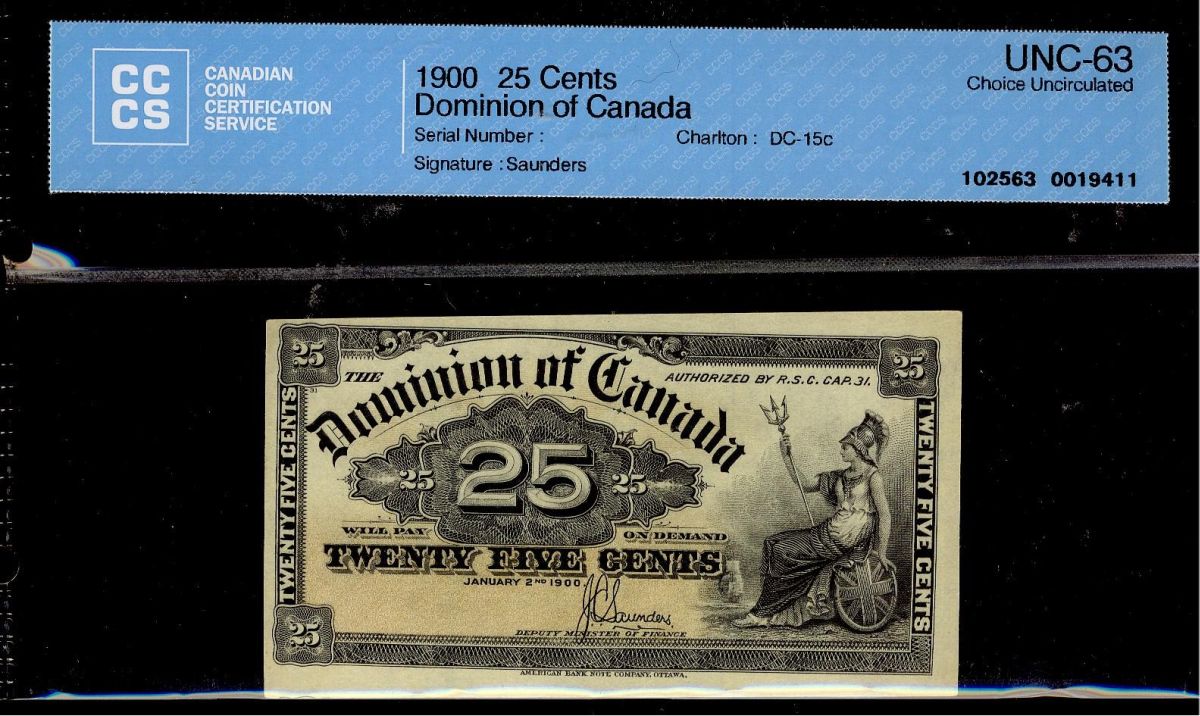 CC
CS
CANADIAN
COIN
CERTIFICATION
SERVICE
1900 25 Cents
Dominion of Canada
Serial Number :
Charlton : DC-15c
Signature : Saunders
UNC-63
Choice Uncirculated
102563 0019411
25
25
THE
Dominion of Canada
AUTHORIZED BY R.S.C. CAP. 31.
31
TWENTY FIVE CENTS
25
25
25
TWENTY FIVE CENTS
WILL PAY
ON DEMAND
TWENTY FIVE CENTS
JANUARY 2ND 1900.
J C Saunders
DEPUTY MINISTER OF FINANCE
25
AMERICAN BANK NOTE COMPANY, OTTAWA.